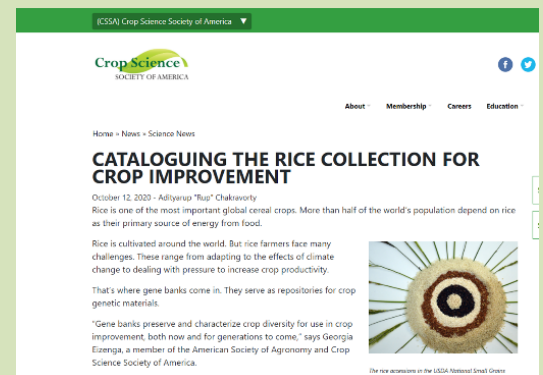 (CSSA) Crop Science Society of America ▼
Crop Science
SOCIETY OF AMERICA
About Membership Careers Education
Home » News » Science News
CATALOGUING THE RICE COLLECTION FOR
CROP IMPROVEMENT
October 12, 2020 - Adityarup "Rup" Chakravorty
Rice is one of the most important global cereal crops. More than half of the world's population depend on rice
as their primary source of energy from food.
Rice is cultivated around the world. But rice farmers face many
challenges. These range from adapting to the effects of climate
change to dealing with pressure to increase crop productivity.
That's where gene banks come in. They serve as repositories for crop
genetic materials.
"Gene banks preserve and characterize crop diversity for use in crop
improvement, both now and for generations to come," says Georgia
Eizenga, a member of the American Society of Agronomy and Crop
Science Society of America.
The rice accessions in the USDA National Small Grains